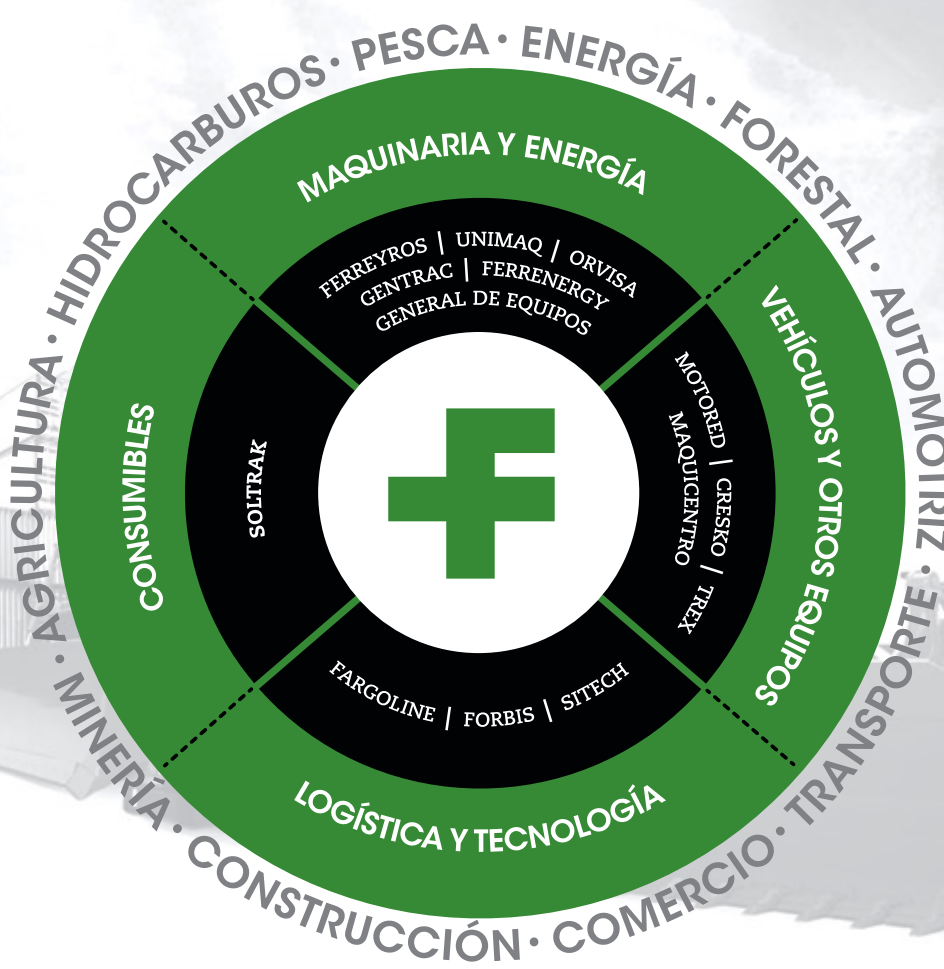 AGRICULTURA · HIDROCARBUROS · PESCA · ENERGÍA · FORESTAL · AUTOMOTRIZ ·
MAQUINARIA Y ENERGÍA
FERREYROS | UNIMAQ | ORVISA
GENTRAC | FERRENERGY
GENERAL DE EQUIPOS
VEHÍCULOS Y OTROS EQUIPOS
MOTORED | CRESKO | TREX
MAQUICENTRO
CONSUMIBLES
SOLTRAK
FARGOLINE | FORBIS | SITECH
LOGÍSTICA Y TECNOLOGÍA
· MINERÍA · CONSTRUCCIÓN · COMERCIO · TRANSPORTE